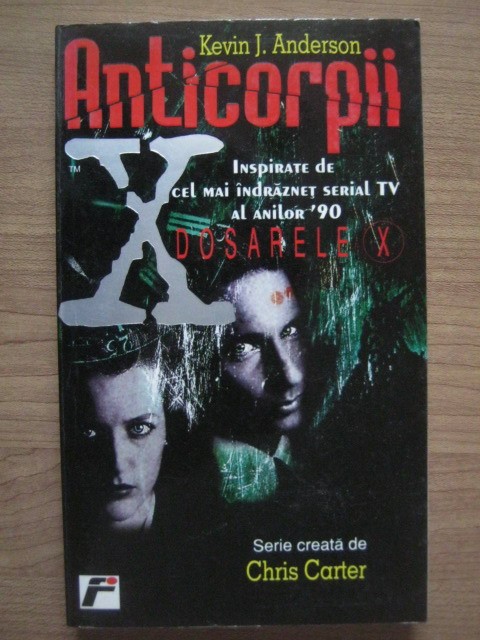 Kevin J. Anderson
Anticorpii
TM
X
INSPIRATE DE
CEL MAI ÎNDRĂZNEȚ SERIAL TV
AL ANILOR '90
DOSARELE X
Serie creată de
Chris Carter
F